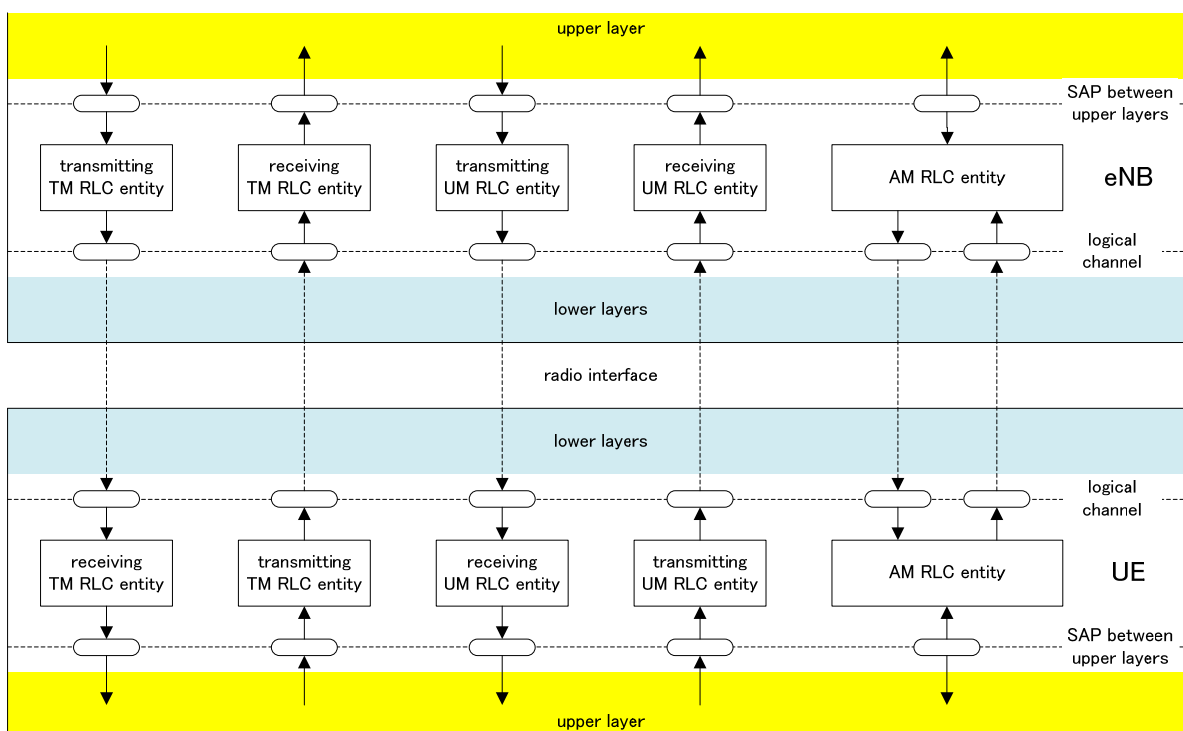 upper layer
SAP between
upper layers
transmitting
TM RLC entity
receiving
TM RLC entity
transmitting
UM RLC entity
receiving
UM RLC entity
AM RLC entity
eNB
logical
channel
lower layers
radio interface
lower layers
logical
channel
receiving
TM RLC entity
transmitting
TM RLC entity
receiving
UM RLC entity
transmitting
UM RLC entity
AM RLC entity
UE
SAP between
upper layers
upper layer